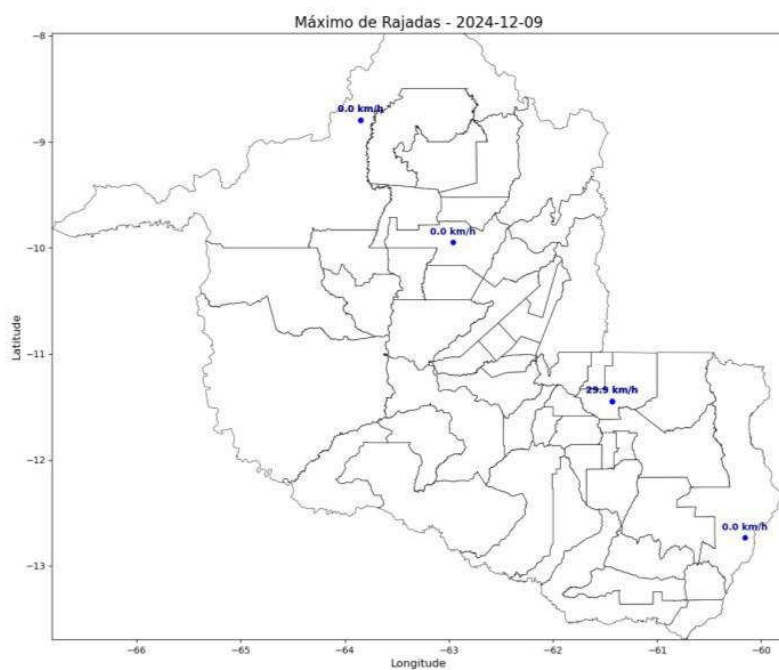 Máximo de Rajadas - 2024-12-09
−8
0.0 km/h
−9
0.0 km/h
−10
Latitude
−11
29.9 km/h
−12
0.0 km/h
−13
−66 −65 −64 −63 −62 −61 −60
Longitude